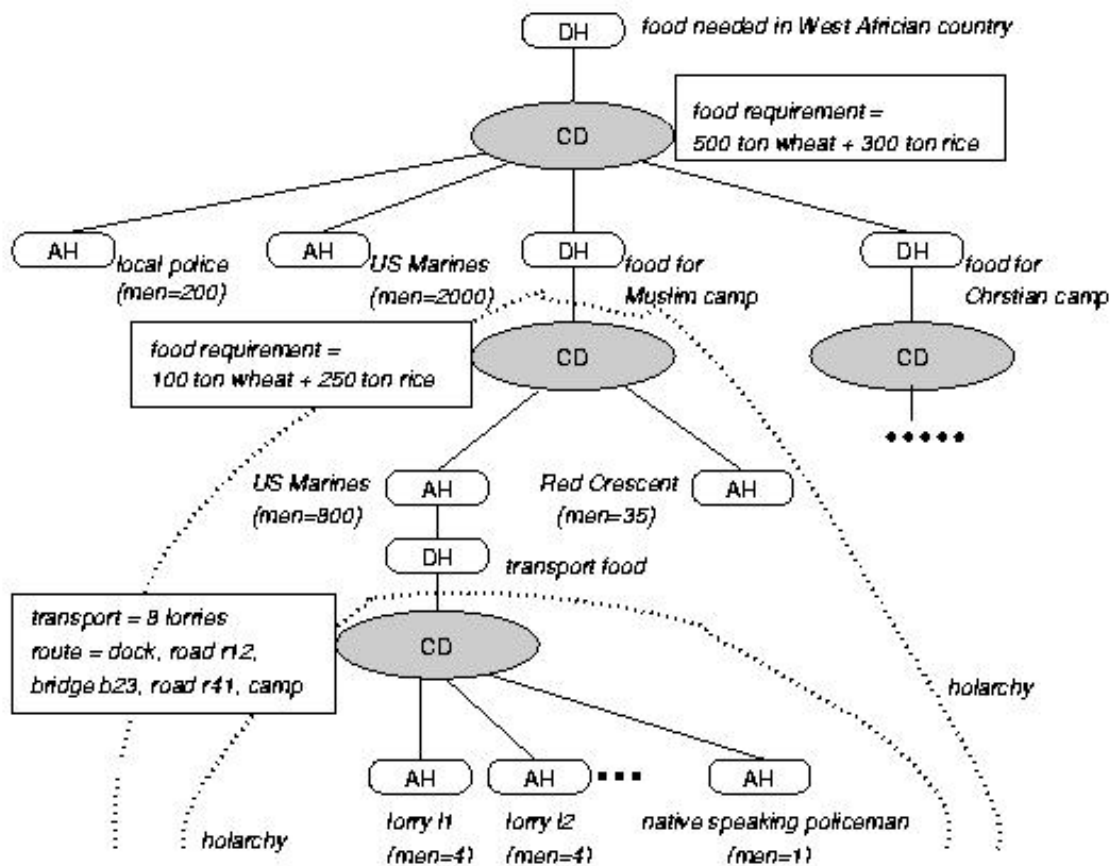 DH
food needed in West Africian country
CD
food requirement =
500 ton wheat + 300 ton rice
AH
local police
(men=200)
AH
US Marines
(men=2000)
DH
food for
Muslim camp
DH
food for
Chrstian camp
food requirement =
100 ton wheat + 250 ton rice
CD
CD
US Marines
(men=800)
AH
Red Crescent
(men=35)
AH
DH
transport food
transport = 8 lorries
route = dock, road r12,
bridge b23, road r41, camp
CD
holarchy
AH
AH
AH
holarchy
lorry l1
(men=4)
lorry l2
(men=4)
native speaking policeman
(men=1)